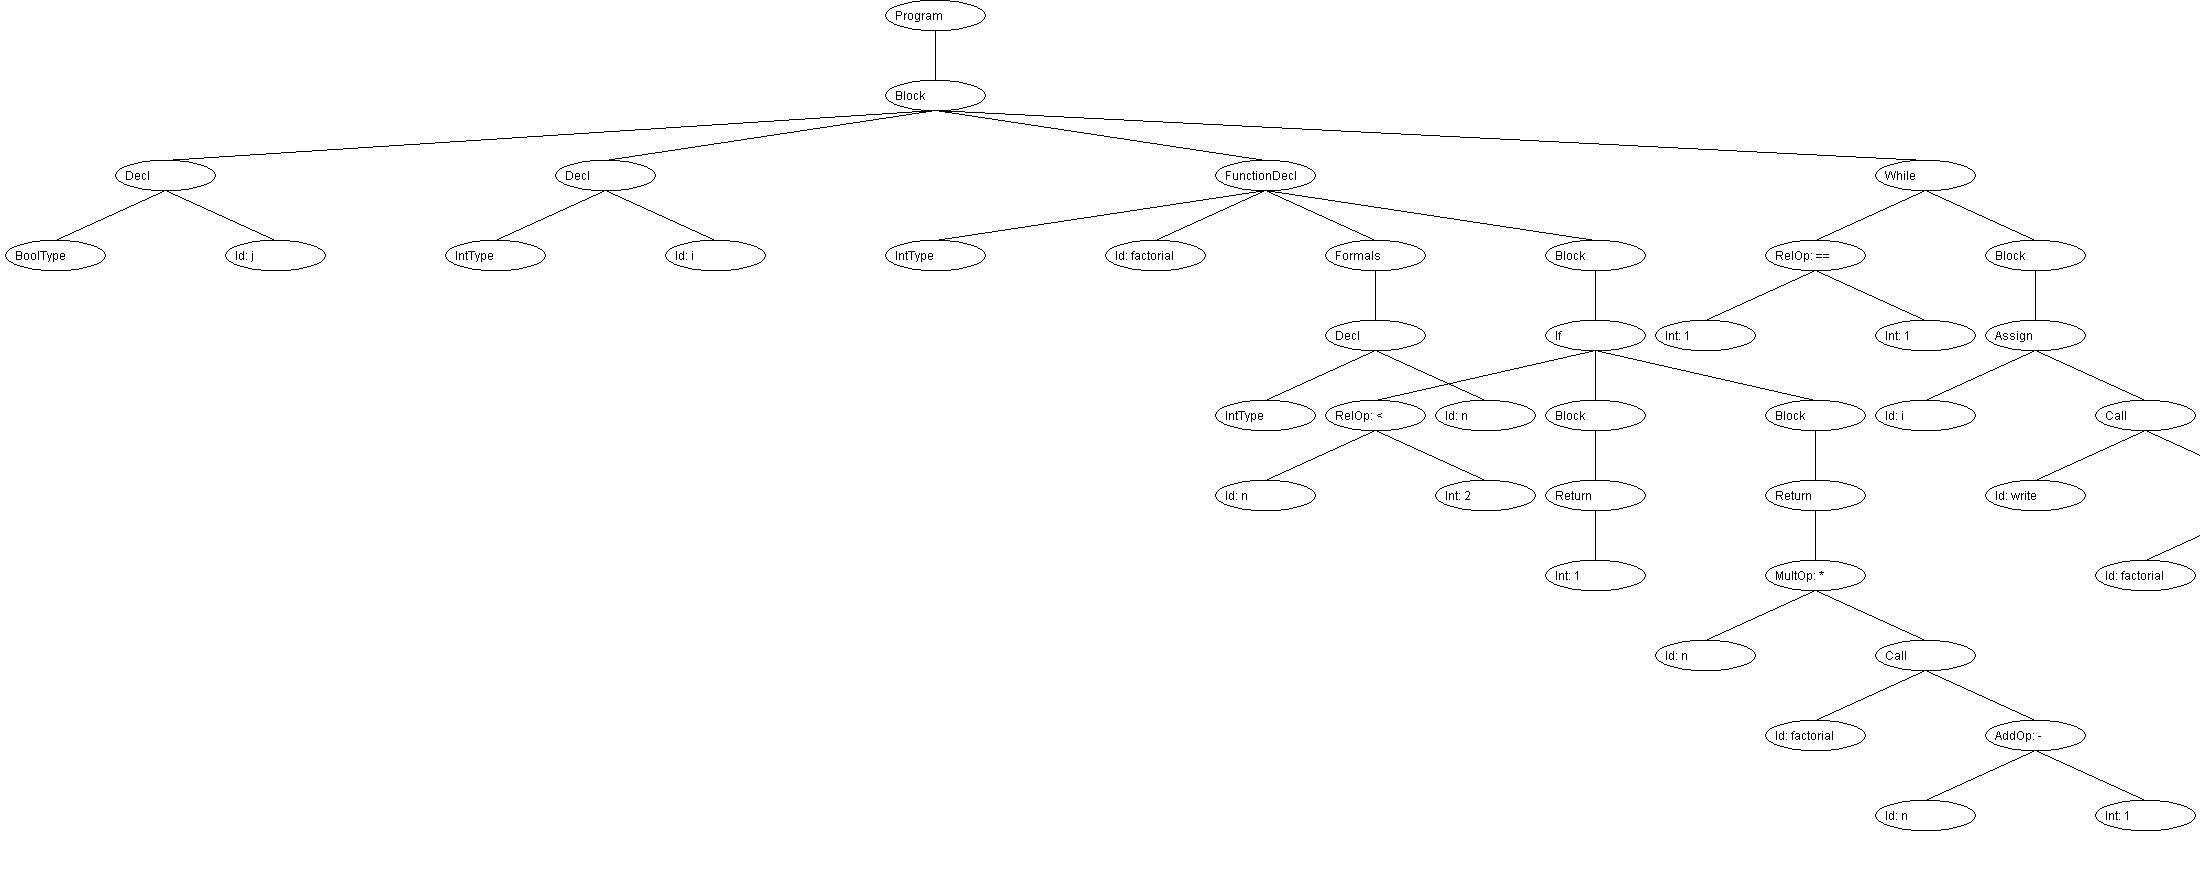 Program
Block
Decl
Decl
FunctionDecl
While
BoolType
Id: j
IntType
Id: i
IntType
Id: factorial
Formals
Block
RelOp: ==
Block
Decl
If
Int: 1
Int: 1
Assign
IntType
RelOp: <
Id: n
Block
Block
Id: i
Call
Id: n
Int: 2
Return
Return
Id: write
Int: 1
MultOp: *
Id: factorial
Id: n
Call
Id: factorial
AddOp: -
Id: n
Int: 1